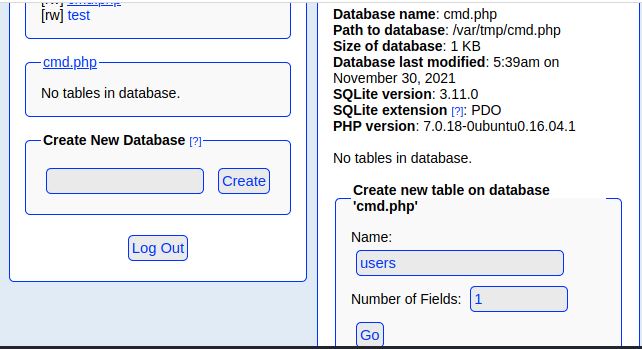 [rw] cmd.php
[rw] test
cmd.php
No tables in database.
Create New Database [?]
Create
Log Out
Database name: cmd.php
Path to database: /var/tmp/cmd.php
Size of database: 1 KB
Database last modified: 5:39am on
November 30, 2021
SQLite version: 3.11.0
SQLite extension [?]: PDO
PHP version: 7.0.18-0ubuntu0.16.04.1
No tables in database.
Create new table on database
'cmd.php'
Name:
users
Number of Fields: 1
Go